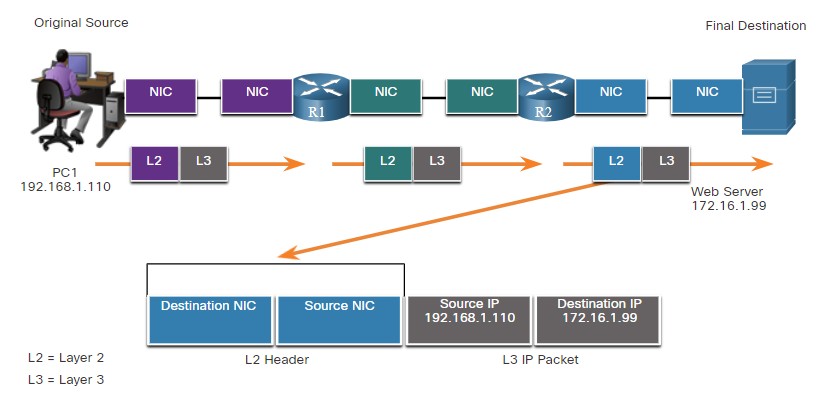 Original Source
Final Destination
NIC
NIC
R1
NIC
NIC
R2
NIC
NIC
L2
L3
L2
L3
L2
L3
PC1
192.168.1.110
Web Server
172.16.1.99
Destination NIC
Source NIC
Source IP
192.168.1.110
Destination IP
172.16.1.99
L2 = Layer 2
L2 Header
L3 IP Packet
L3 = Layer 3